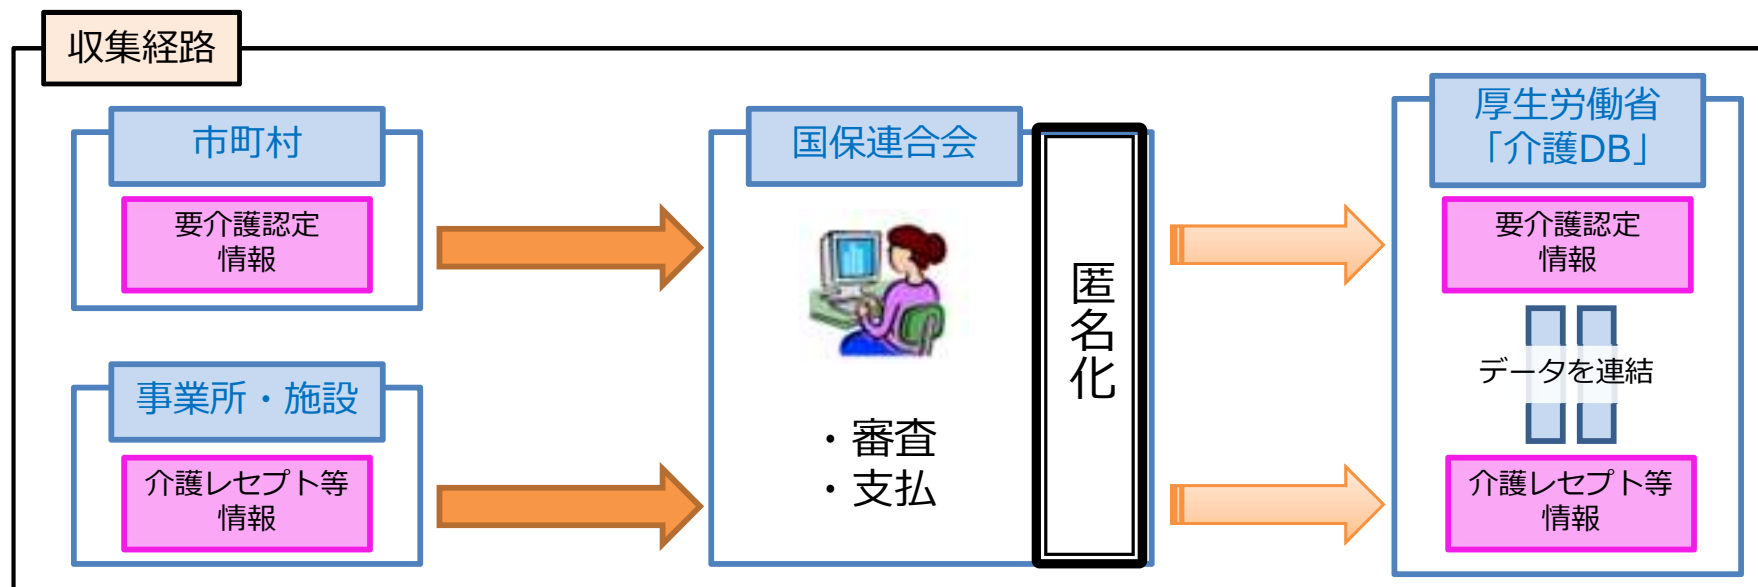 収集経路
市町村
要介護認定
情報
事業所・施設
介護レセプト等
情報
国保連合会
・審査
・支払
匿名化
厚生労働省
「介護DB」
要介護認定
情報
データを連結
介護レセプト等
情報